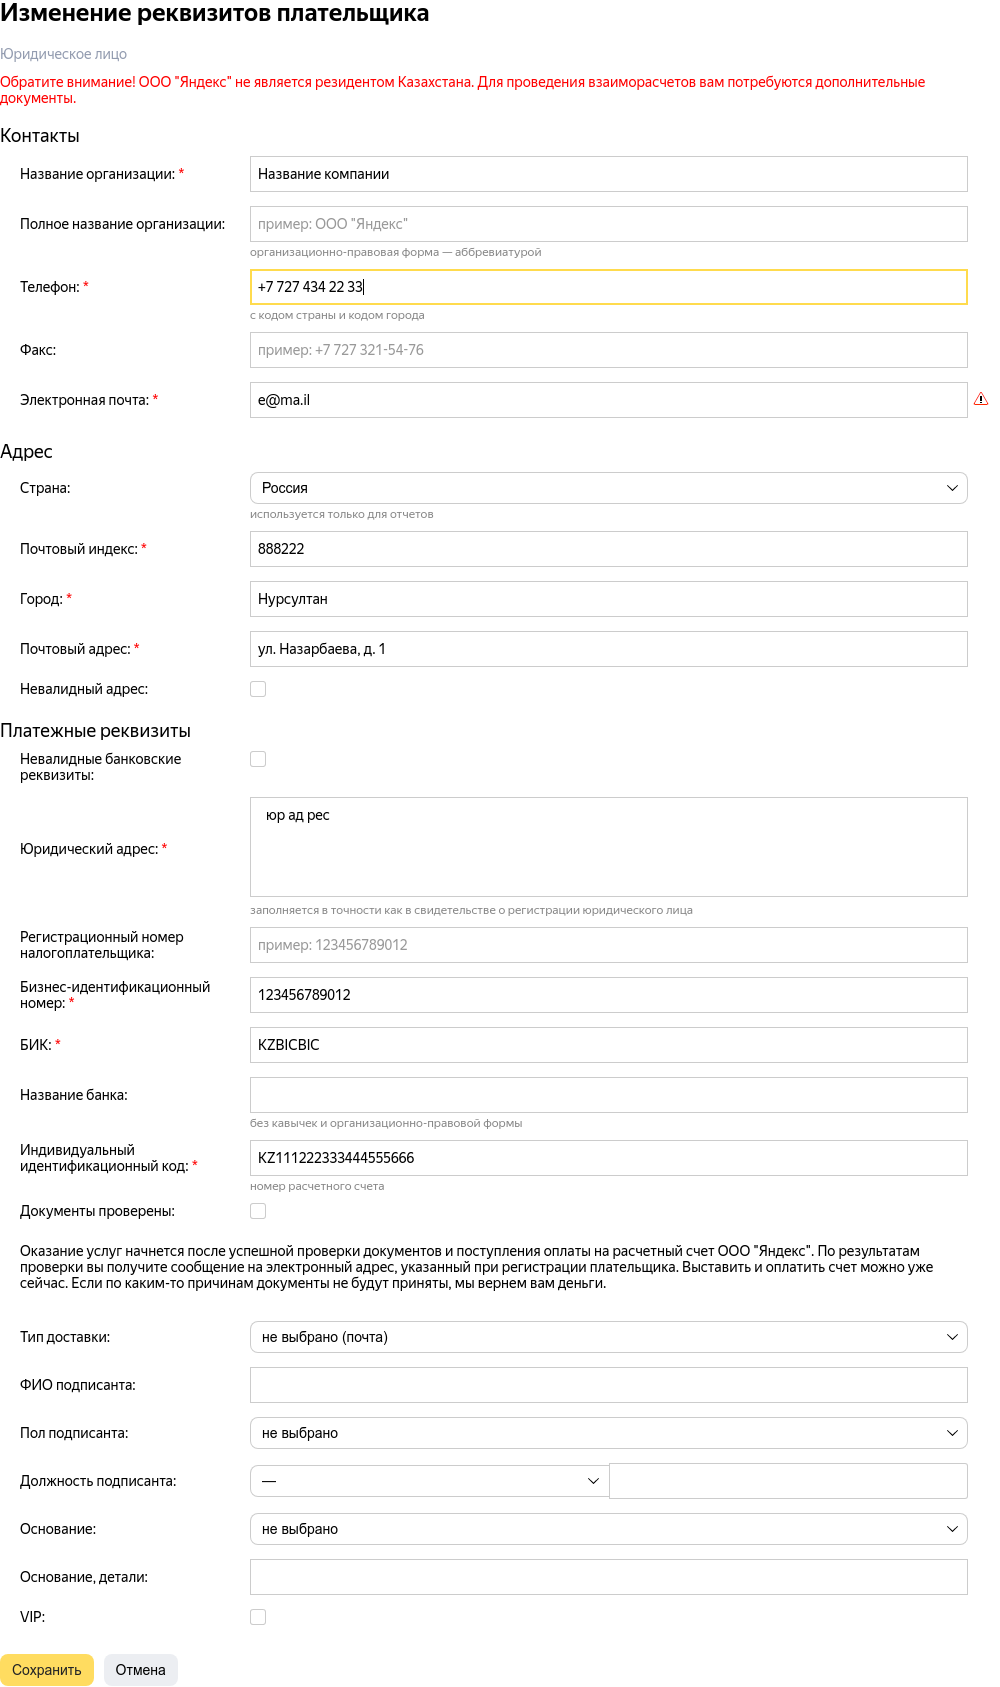 Изменение реквизитов плательщика
Юридическое лицо
Обратите внимание! ООО "Яндекс" не является резидентом Казахстана. Для проведения взаиморасчетов вам потребуются дополнительные
документы.
Контакты
Название организации: * Название компании
Полное название организации: пример: ООО "Яндекс"
организационно-правовая форма — аббревиатурой
Телефон: * +7 727 434 22 33
с кодом страны и кодом города
Факс: пример: +7 727 321-54-76
Электронная почта: * e@ma.il
Адрес
Страна: Россия
используется только для отчетов
Почтовый индекс: * 888222
Город: * Нурсултан
Почтовый адрес: * ул. Назарбаева, д. 1
Невалидный адрес:
Платежные реквизиты
Невалидные банковские
реквизиты:
юр ад рес
Юридический адрес: *
заполняется в точности как в свидетельстве о регистрации юридического лица
Регистрационный номер
налогоплательщика:
пример: 123456789012
Бизнес-идентификационный
номер: *
123456789012
БИК: * KZBICBIC
Название банка:
без кавычек и организационно-правовой формы
Индивидуальный
идентификационный код: *
KZ111222333444555666
номер расчетного счета
Документы проверены:
Оказание услуг начнется после успешной проверки документов и поступления оплаты на расчетный счет ООО "Яндекс". По результатам
проверки вы получите сообщение на электронный адрес, указанный при регистрации плательщика. Выставить и оплатить счет можно уже
сейчас. Если по каким-то причинам документы не будут приняты, мы вернем вам деньги.
Тип доставки: не выбрано (почта)
ФИО подписанта:
Пол подписанта: не выбрано
Должность подписанта: —
Основание: не выбрано
Основание, детали:
VIP:
Сохранить Отмена